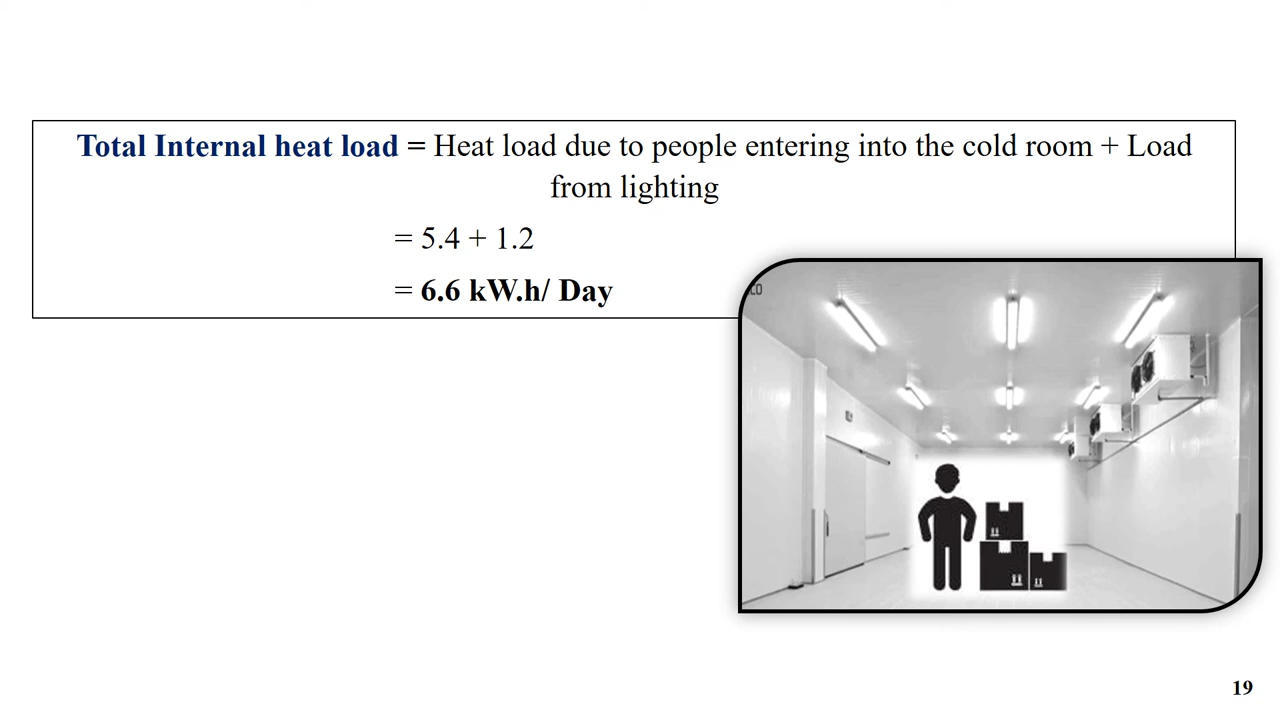 Total Internal heat load = Heat load due to people entering into the cold room + Load
from lighting
= 5.4 + 1.2
= 6.6 kW.h/ Day
CO
19